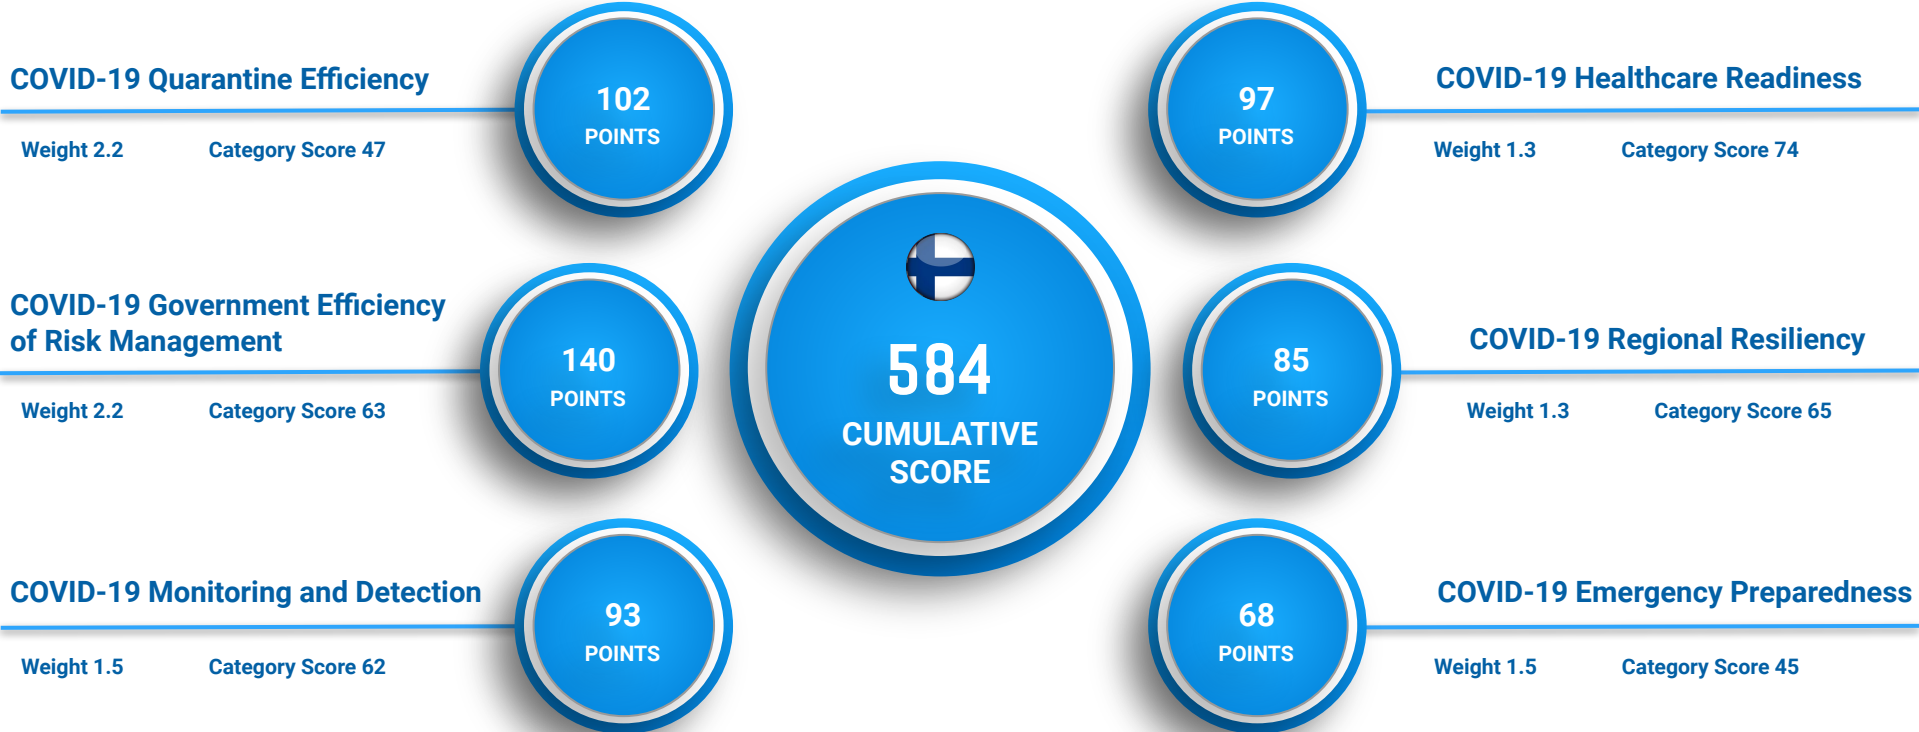 COVID-19 Quarantine Efficiency
Weight 2.2 Category Score 47
102
POINTS
COVID-19 Government Efficiency
of Risk Management
Weight 2.2 Category Score 63
140
POINTS
COVID-19 Monitoring and Detection
Weight 1.5 Category Score 62
93
POINTS
584
CUMULATIVE
SCORE
97
POINTS
COVID-19 Healthcare Readiness
Weight 1.3 Category Score 74
85
POINTS
COVID-19 Regional Resiliency
Weight 1.3 Category Score 65
68
POINTS
COVID-19 Emergency Preparedness
Weight 1.5 Category Score 45